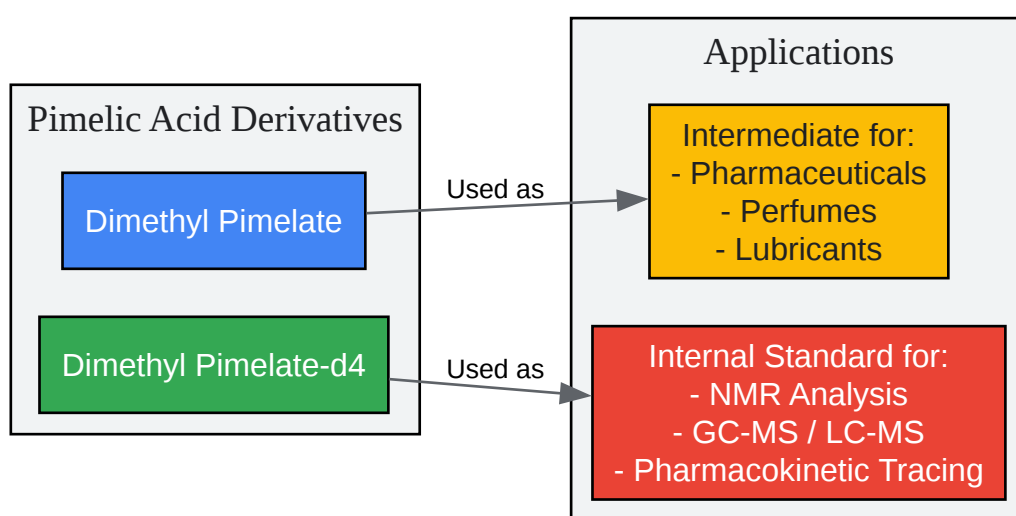 Pimelic Acid Derivatives
Dimethyl Pimelate
Dimethyl Pimelate-d4
Used as
Used as
Applications
Intermediate for:
- Pharmaceuticals
- Perfumes
- Lubricants
Internal Standard for:
- NMR Analysis
- GC-MS / LC-MS
- Pharmacokinetic Tracing